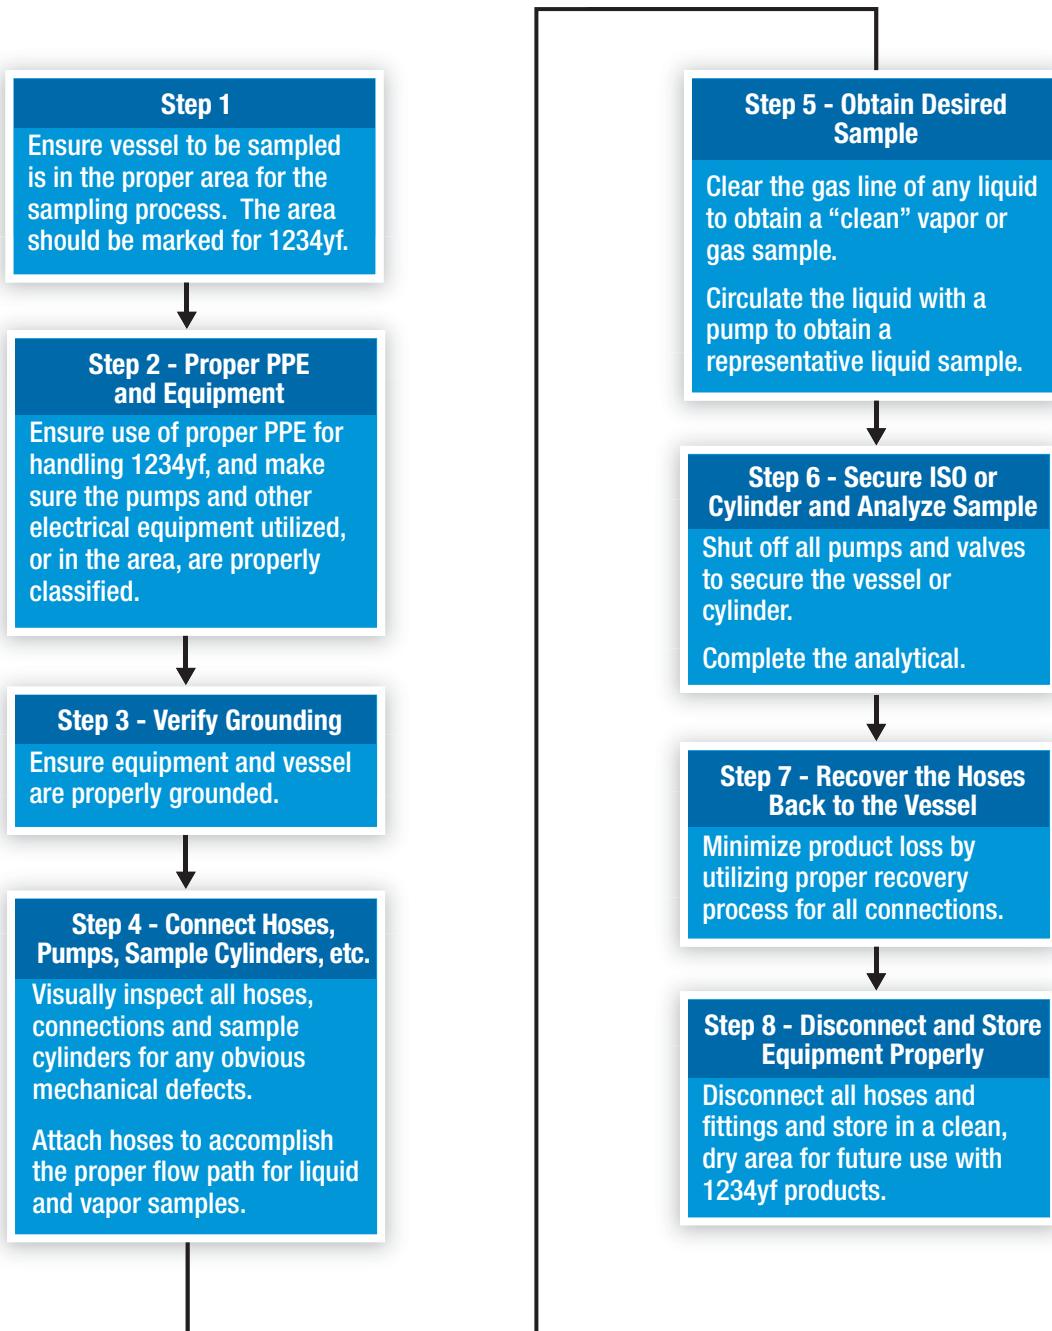 Step 1
Ensure vessel to be sampled
is in the proper area for the
sampling process.  The area
should be marked for 1234yf.
Step 2 - Proper PPE
and Equipment
Ensure use of proper PPE for
handling 1234yf, and make
sure the pumps and other
electrical equipment utilized,
or in the area, are properly
classified.
Step 3 - Verify Grounding
Ensure equipment and vessel
are properly grounded.
Step 4 - Connect Hoses,
Pumps, Sample Cylinders, etc.
Visually inspect all hoses,
connections and sample
cylinders for any obvious
mechanical defects.
Attach hoses to accomplish
the proper flow path for liquid
and vapor samples.
Step 5 - Obtain Desired
Sample
Clear the gas line of any liquid
to obtain a “clean” vapor or
gas sample.
Circulate the liquid with a
pump to obtain a
representative liquid sample.
Step 6 - Secure ISO or
Cylinder and Analyze Sample
Shut off all pumps and valves
to secure the vessel or
cylinder.
Complete the analytical.
Step 7 - Recover the Hoses
Back to the Vessel
Minimize product loss by
utilizing proper recovery
process for all connections.
Step 8 - Disconnect and Store
Equipment Properly
Disconnect all hoses and
fittings and store in a clean,
dry area for future use with
1234yf products.